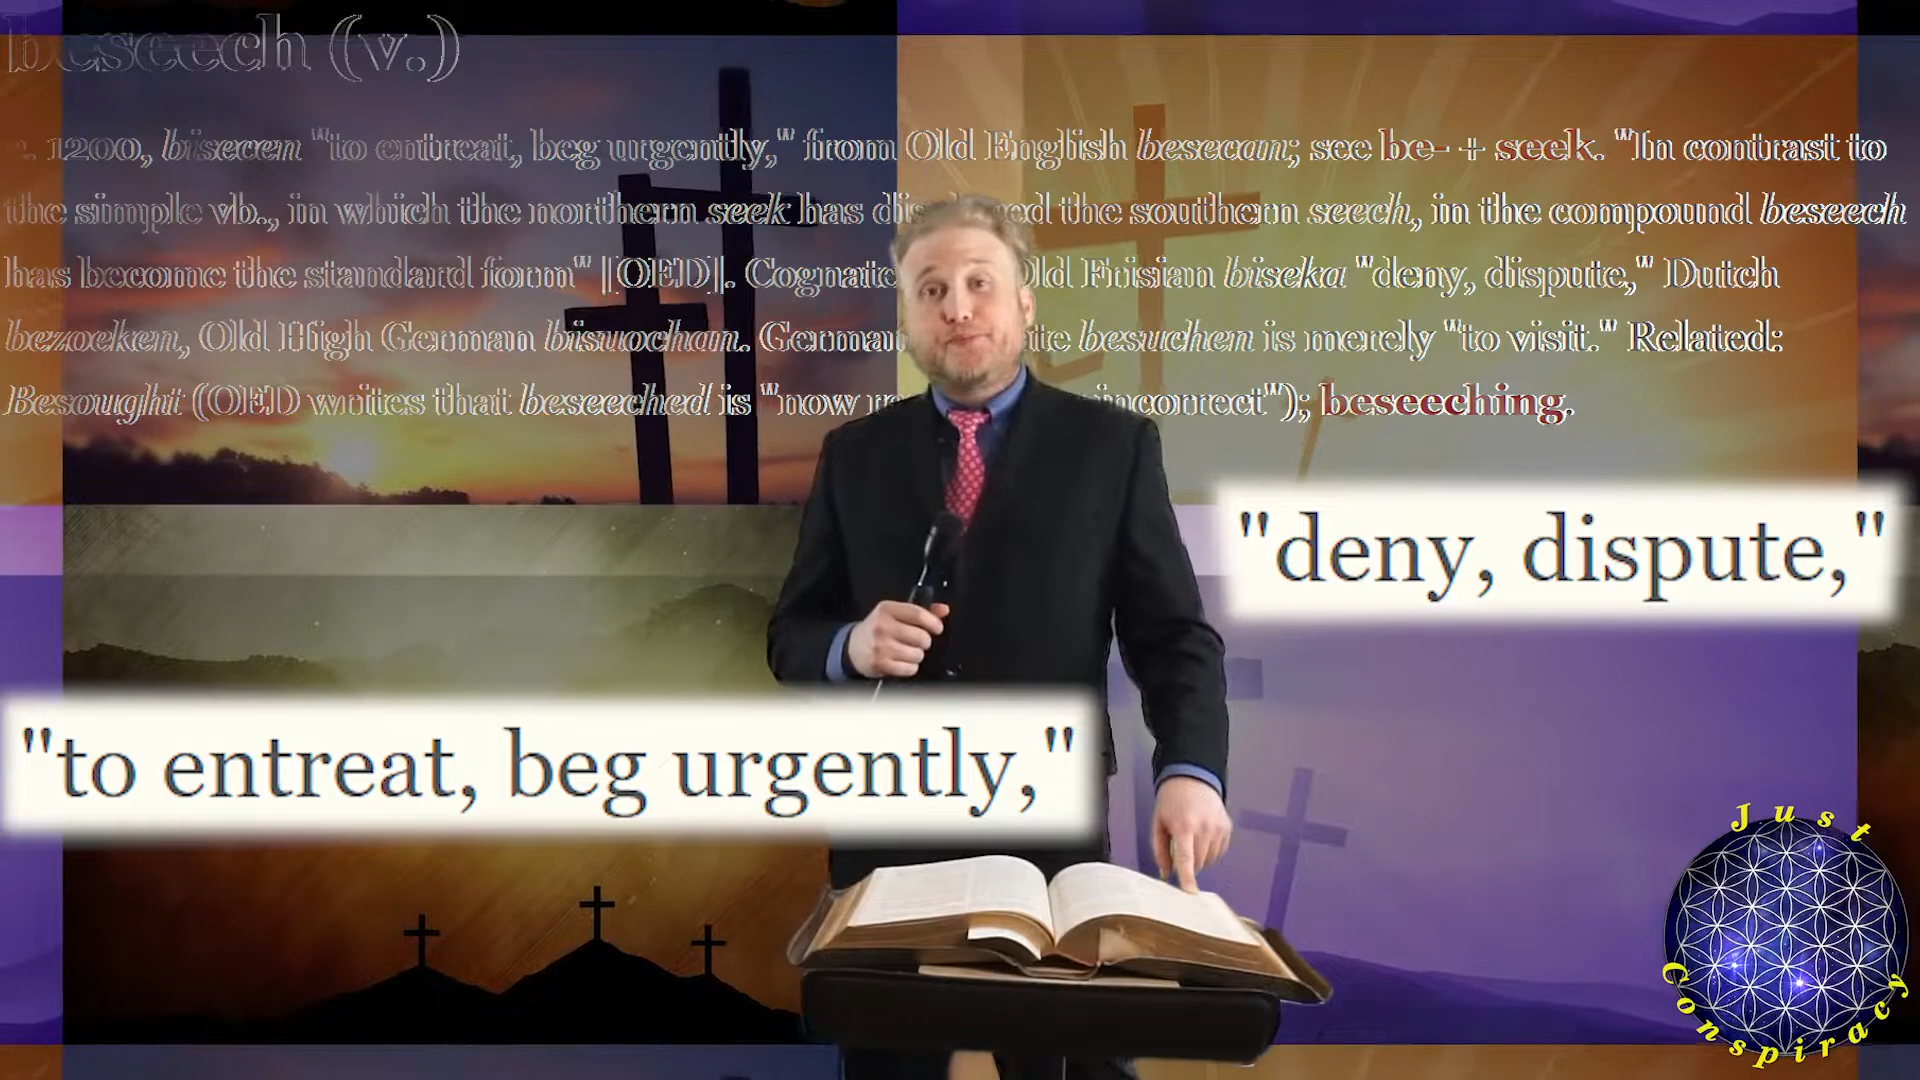 beseech (v.)
1200, bisecen "to entreat, beg urgently," from Old English besecan; see be- + seek. "In contrast to
the simple vb., in which the northern seek has ed the southern seech, in the compound beseech
has become the standard form" [OED]. Cognate Old Frisian biseka "deny, dispute," Dutch
bezoeken, Old High German bisuochan. German te besuchen is merely "to visit." Related:
Besought (OED writes that beseeched is "now incorrect"); beseeching.
"deny, dispute,"
"to entreat, beg urgently,"
Just
Conspiracy